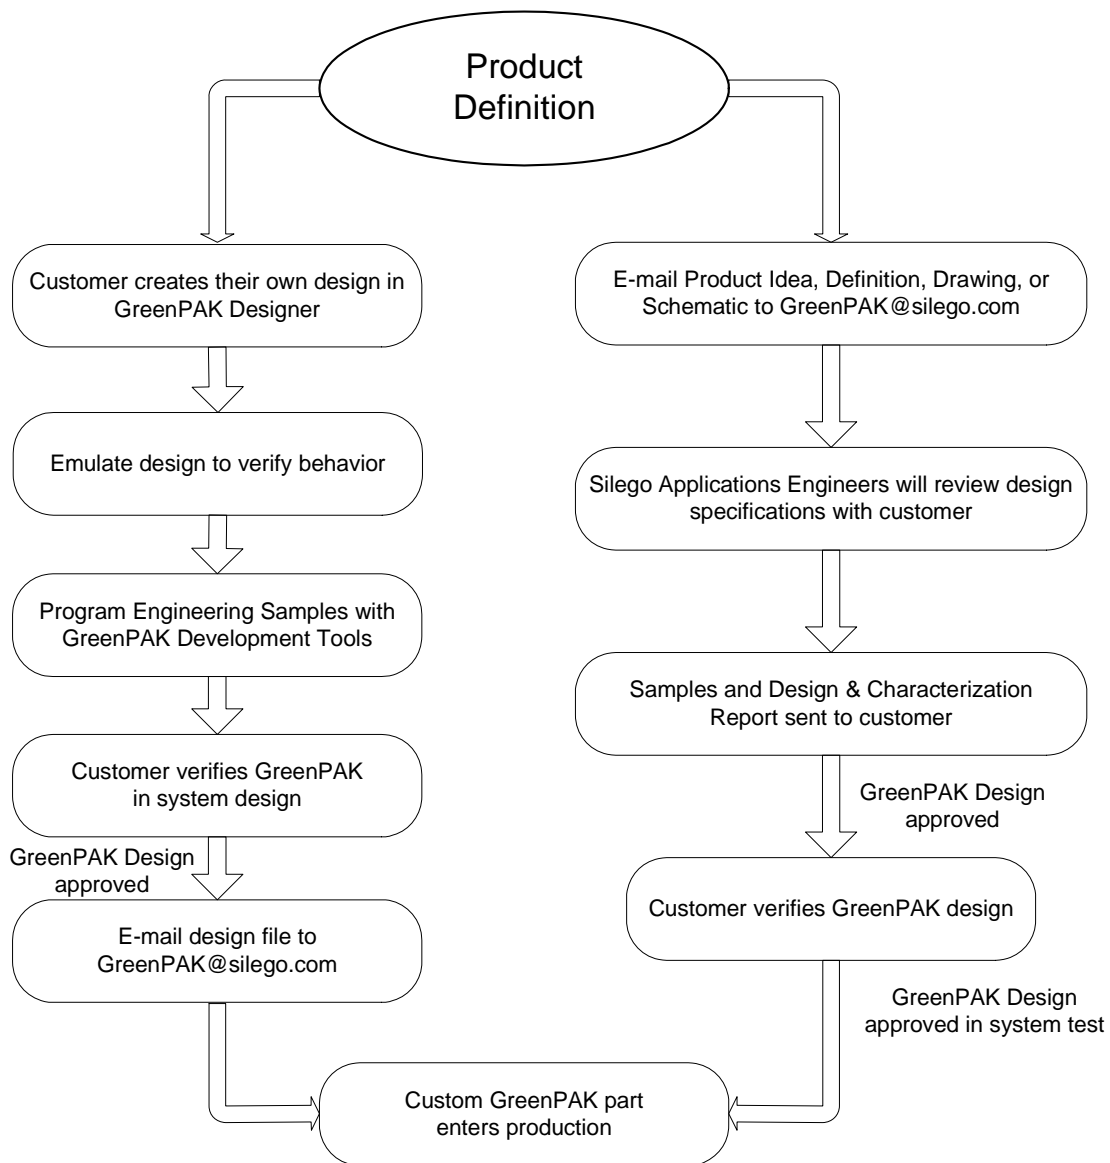 Product
Definition
Customer creates their own design in
GreenPAK Designer
Emulate design to verify behavior
Program Engineering Samples with
GreenPAK Development Tools
Customer verifies GreenPAK
in system design
GreenPAK Design
approved
E-mail design file to
GreenPAK@silego.com
E-mail Product Idea, Definition, Drawing, or
Schematic to GreenPAK@silego.com
Silego Applications Engineers will review design
specifications with customer
Samples and Design & Characterization
Report sent to customer
GreenPAK Design
approved
Customer verifies GreenPAK design
GreenPAK Design
approved in system test
Custom GreenPAK part
enters production